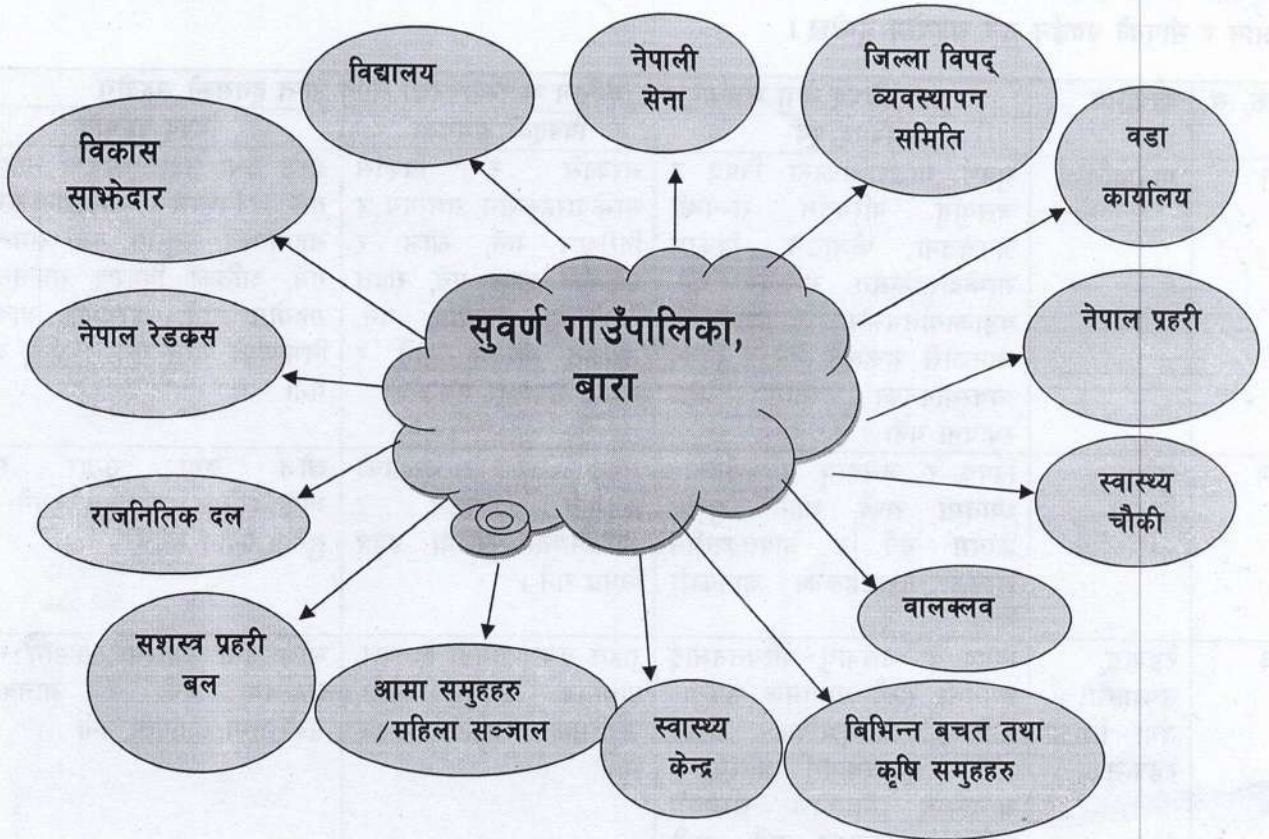 विद्यालय
नेपाली
सेना
जिल्ला विपद्
व्यवस्थापन
समिति
वडा
कार्यालय
विकास
साझेदार
नेपाल प्रहरी
नेपाल रेडक्रस
सुवर्ण गाउँपालिका,
बारा
स्वास्थ्य
चौकी
राजनितिक दल
वालक्लव
सशस्त्र प्रहरी
बल
आमा समुहहरु
/ महिला सञ्जाल
स्वास्थ्य
केन्द्र
बिभिन्न बचत तथा
कृषि समुहहरु